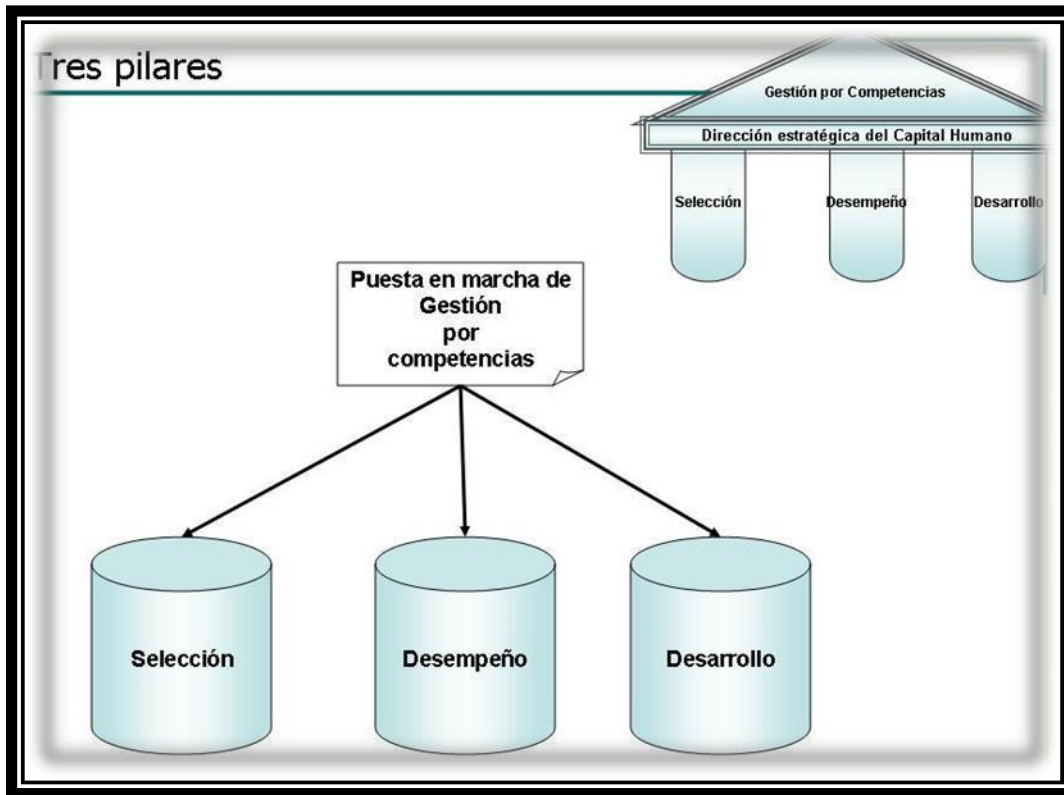 Tres pilares
Gestión por Competencias
Dirección estratégica del Capital Humano
Selección
Desempeño
Desarrollo
Puesta en marcha de
Gestión
por
competencias
Selección
Desempeño
Desarrollo